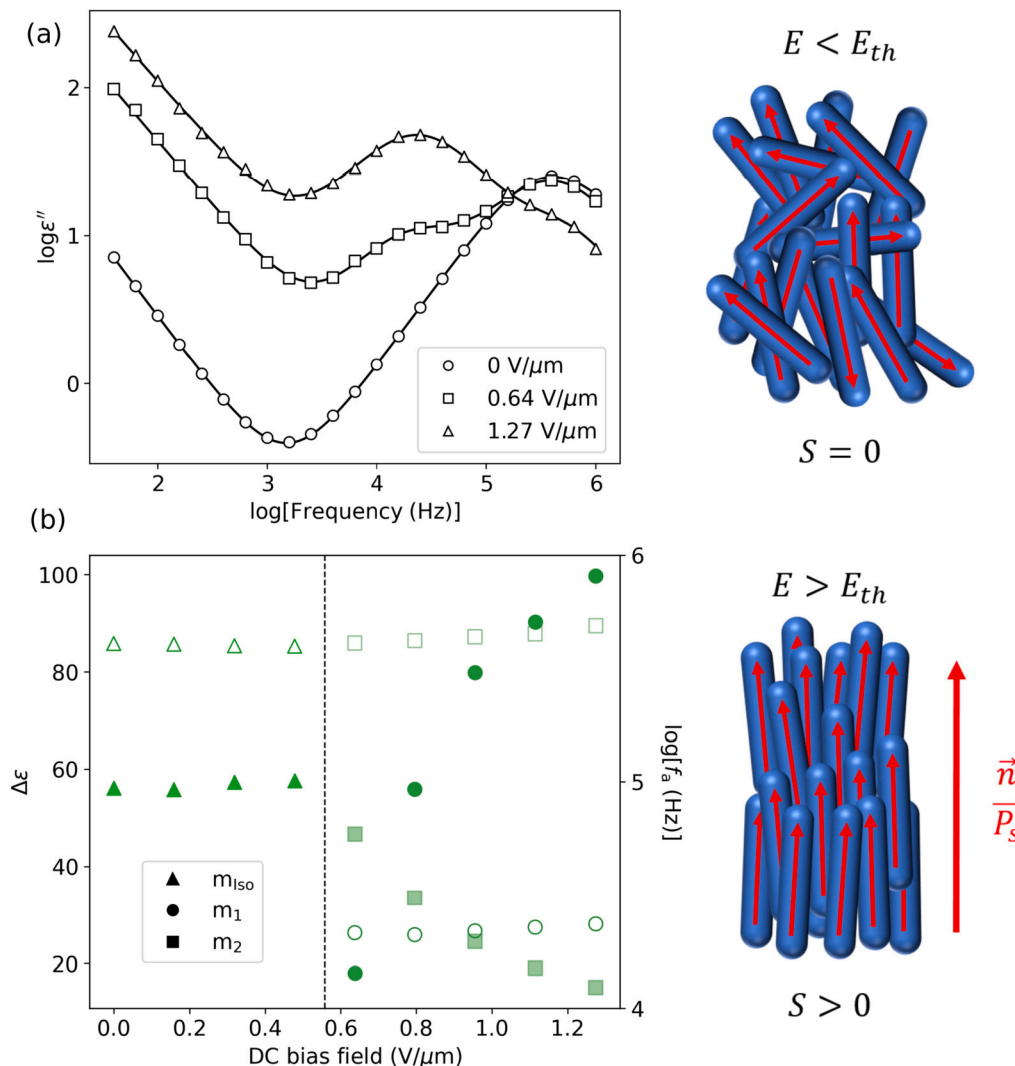 (a)
2
1
0
logε′′
2
3
4
5
6
log[Frequency (Hz)]
0 V/μm
0.64 V/μm
1.27 V/μm
E < E_th
S = 0
(b)
100
80
60
40
20
Δε
6
5
4
log[f_a (Hz)]
m_Iso
m_1
m_2
0.0
0.2
0.4
0.6
0.8
1.0
1.2
DC bias field (V/μm)
E > E_th
n⃗
P_s
S > 0